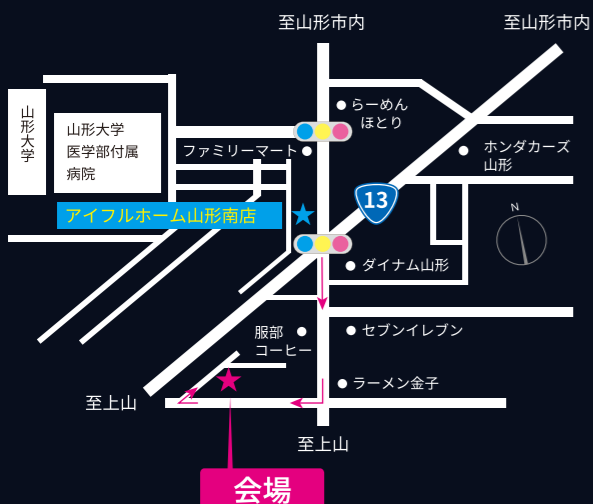 至山形市内
至山形市内
らーめん
ほとり
山形大学
山形大学
医学部付属
病院
ファミリーマート
ホンダカーズ
山形
13
アイフルホーム山形南店
N
ダイナム山形
服部
コーヒー
セブンイレブン
ラーメン金子
至上山
至上山
会場